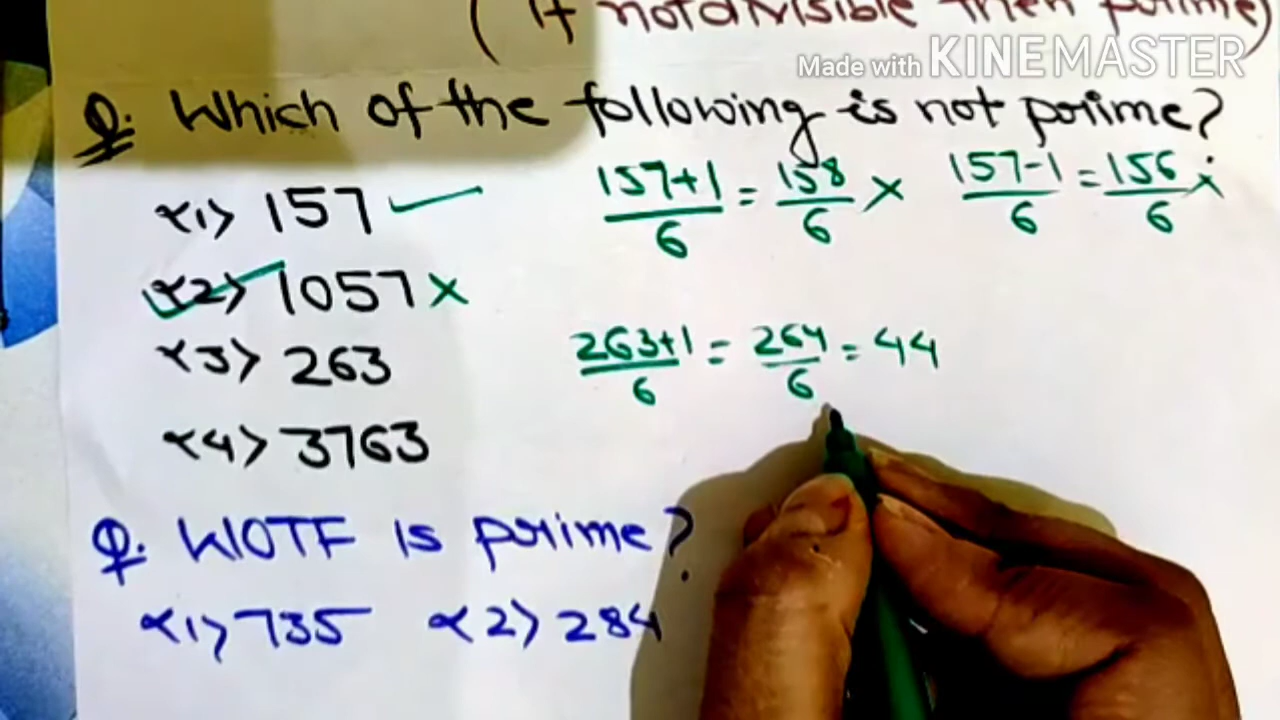 (If not divisible then prime)
Made with KINEMASTER
Q. Which of the following is not prime?
<1> 157 ✓ 157+1/6 = 158/6 × 157-1/6 = 156/6 ×
<2> 1057 ×
<3> 263 263+1/6 = 264/6 = 44
<4> 3763
Q. WOTF is prime?
<1> 735 <2> 284